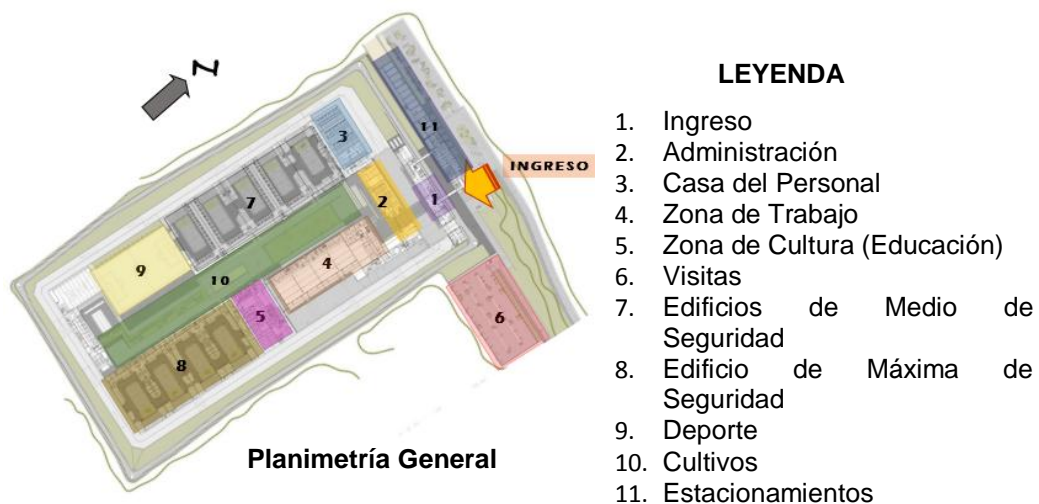 N
11
3
INGRESO
7
2
1
9
4
10
5
6
8
Planimetría General
LEYENDA
1. Ingreso
2. Administración
3. Casa del Personal
4. Zona de Trabajo
5. Zona de Cultura (Educación)
6. Visitas
7. Edificios de Medio de
Seguridad
8. Edificio de Máxima de
Seguridad
9. Deporte
10. Cultivos
11. Estacionamientos